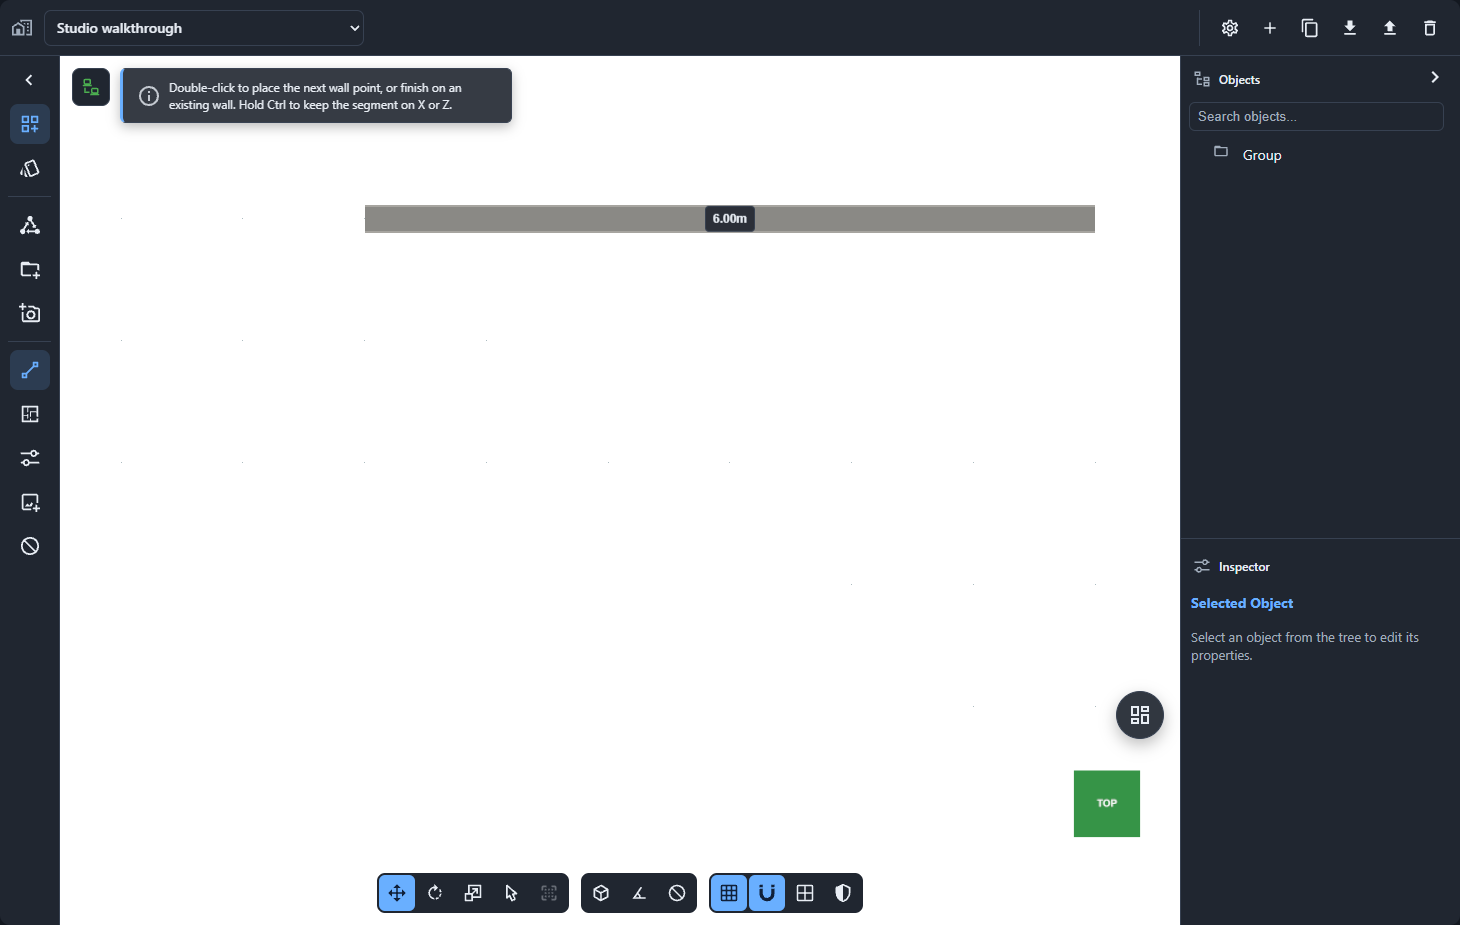 Studio walkthrough
Double-click to place the next wall point, or finish on an
existing wall. Hold Ctrl to keep the segment on X or Z.
6.00m
TOP
Objects
Search objects...
Group
Inspector
Selected Object
Select an object from the tree to edit its
properties.